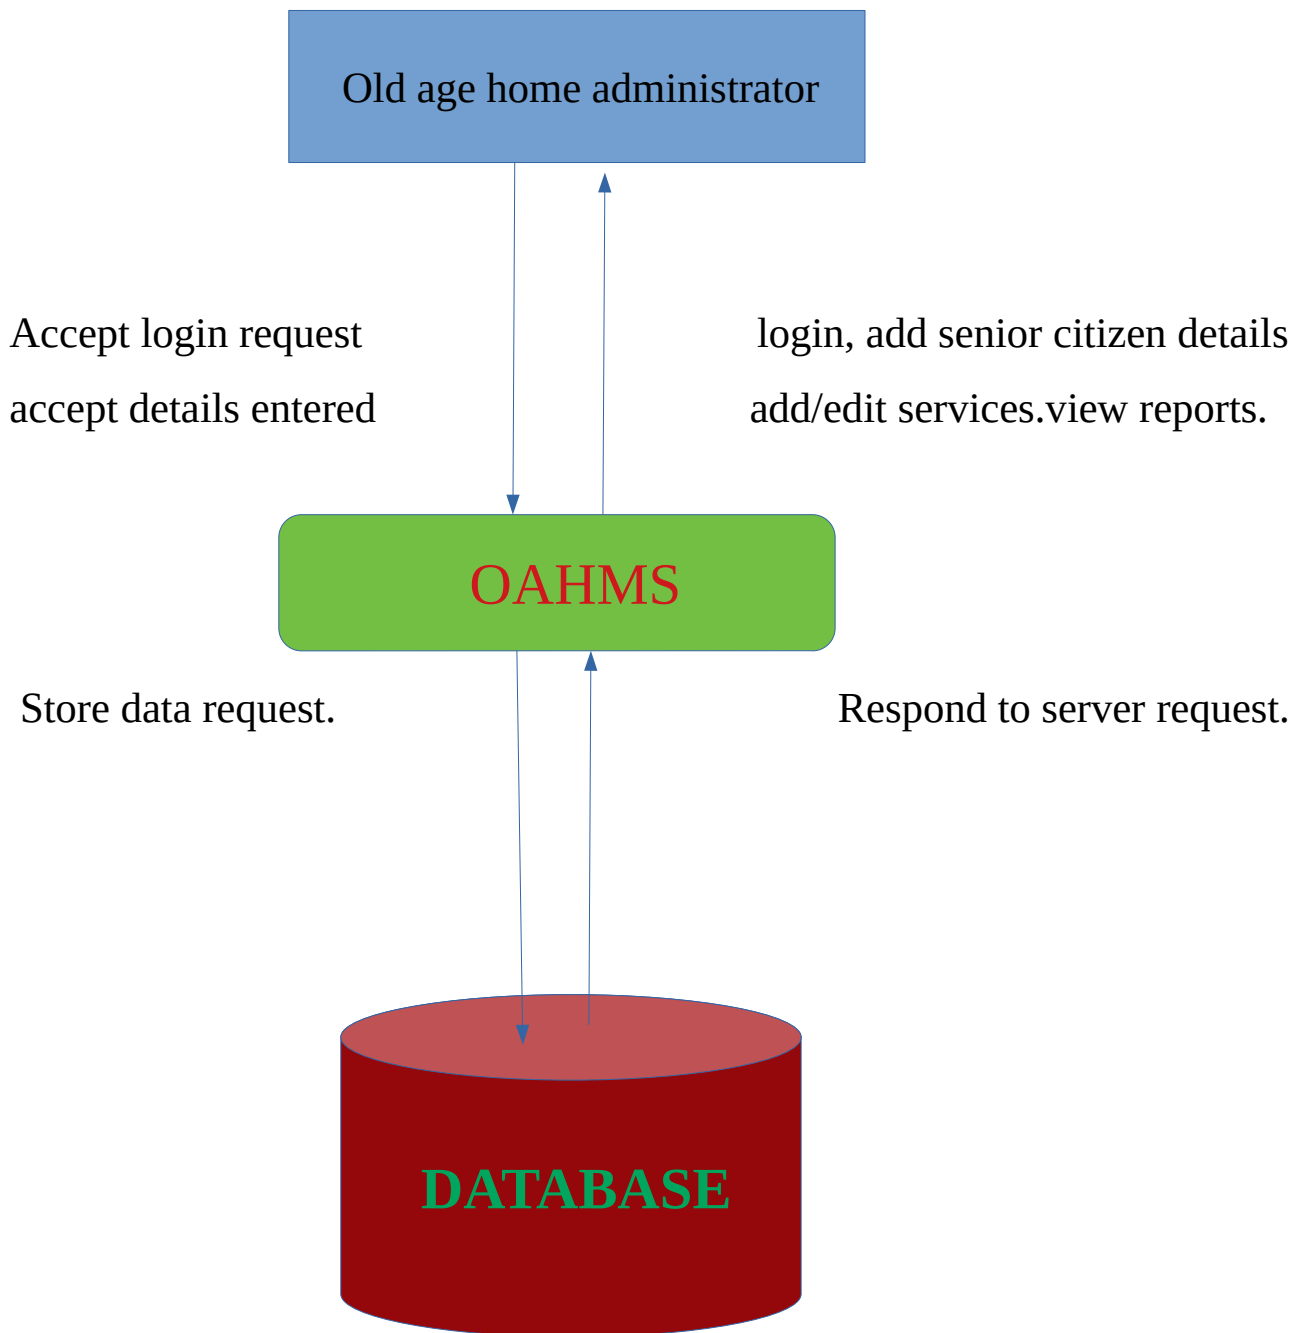 Old age home administrator
Accept login request
login, add senior citizen details
accept details entered
add/edit services.view reports.
OAHMS
Store data request.
Respond to server request.
DATABASE